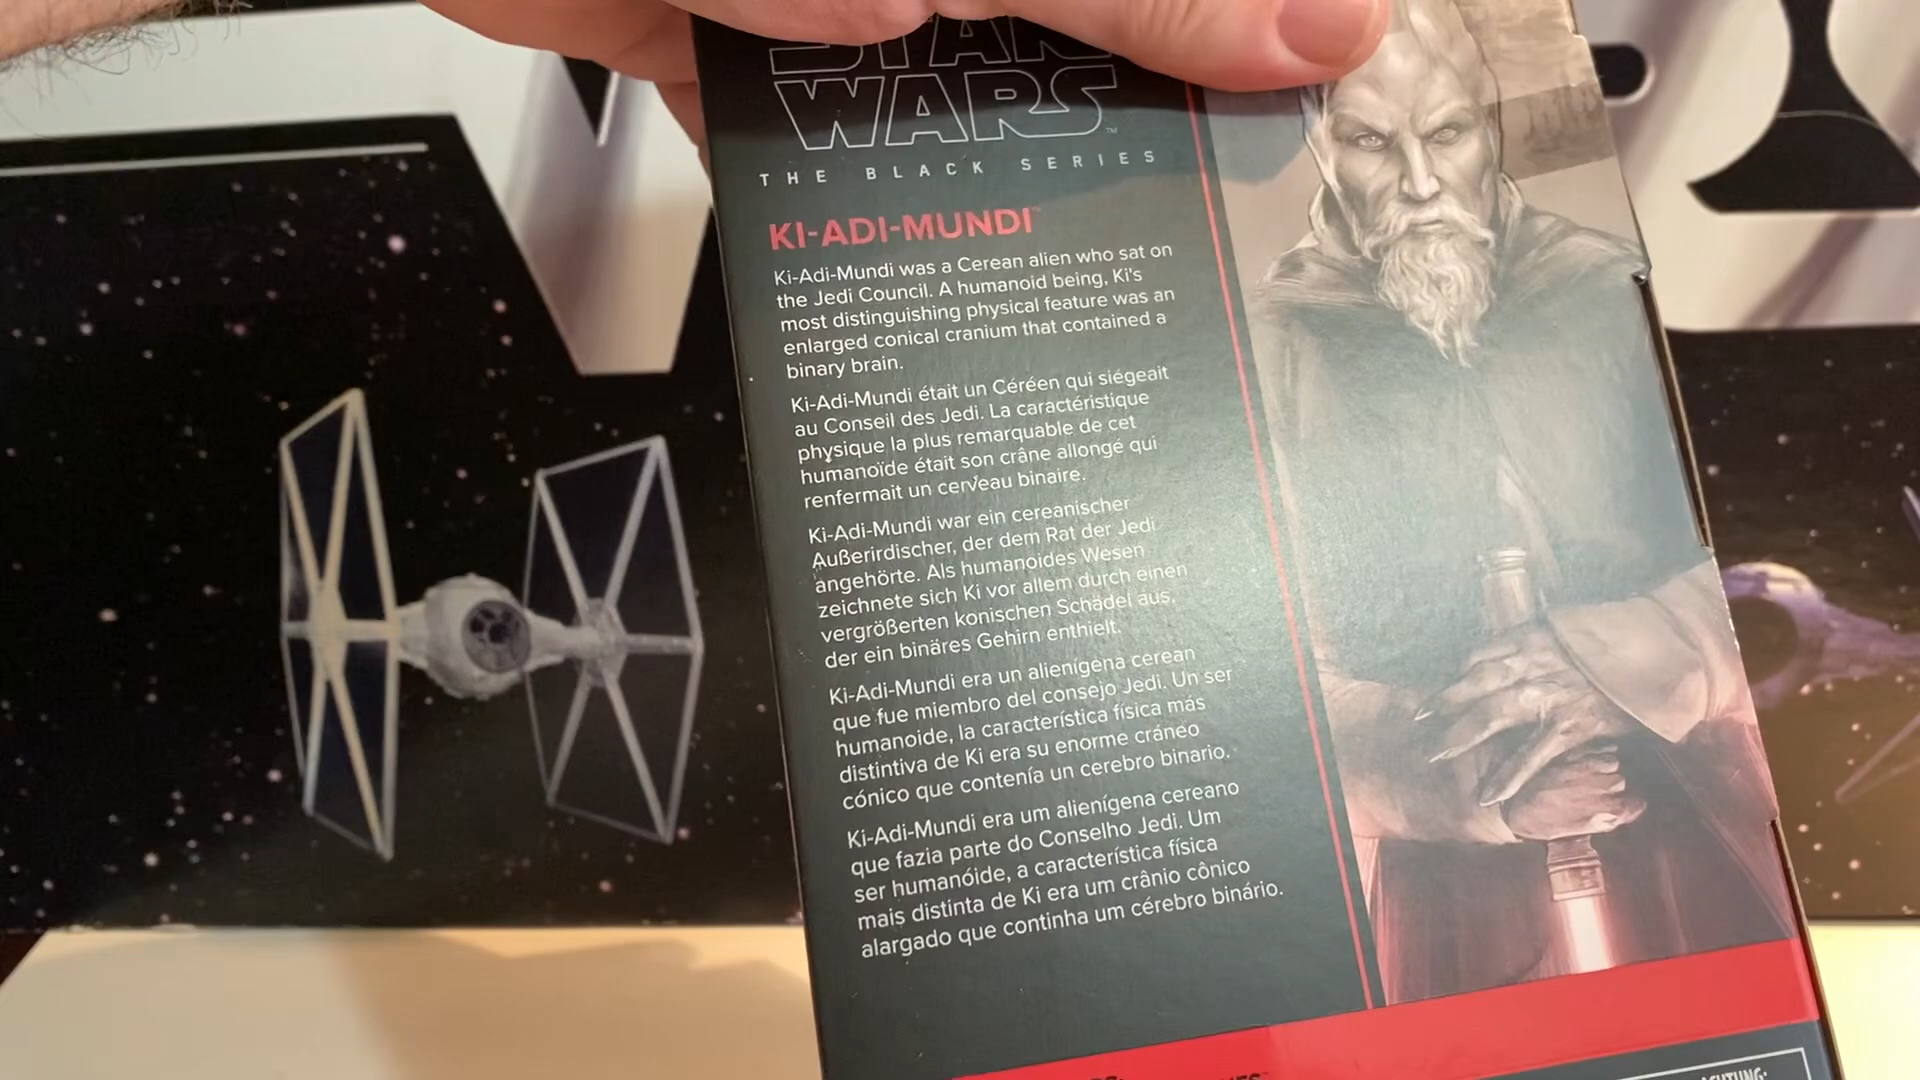 STAR
WARS™
THE BLACK SERIES
KI-ADI-MUNDI™
Ki-Adi-Mundi was a Cerean alien who sat on
the Jedi Council. A humanoid being, Ki's
most distinguishing physical feature was an
enlarged conical cranium that contained a
binary brain.
Ki-Adi-Mundi était un Céréen qui siégeait
au Conseil des Jedi. La caractéristique
physique la plus remarquable de cet
humanoïde était son crâne allongé qui
renfermait un cerveau binaire.
Ki-Adi-Mundi war ein cereanischer
Außerirdischer, der dem Rat der Jedi
angehörte. Als humanoides Wesen
zeichnete sich Ki vor allem durch einen
vergrößerten konischen Schädel aus,
der ein binäres Gehirn enthielt.
Ki-Adi-Mundi era un alienígena cerean
que fue miembro del consejo Jedi. Un ser
humanoide, la característica física más
distintiva de Ki era su enorme cráneo
cónico que contenía un cerebro binario.
Ki-Adi-Mundi era um alienígena cereano
que fazia parte do Conselho Jedi. Um
ser humanóide, a característica física
mais distinta de Ki era um crânio cônico
alargado que continha um cérebro binário.
ACHTUNG: